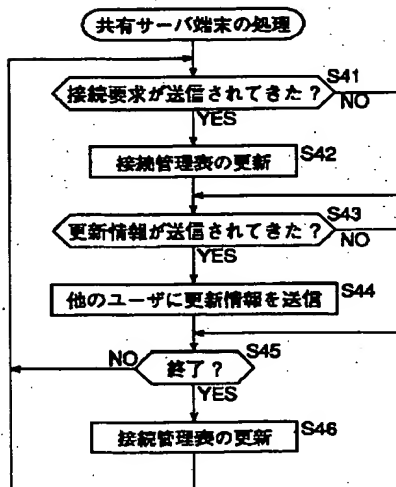 共有サーバ端末の処理
S41
接続要求が送信されてきた？
NO
YES
接続管理表の更新
S42
S43
更新情報が送信されてきた？
NO
YES
他のユーザに更新情報を送信
S44
S45
NO
終了？
YES
接続管理表の更新
S46